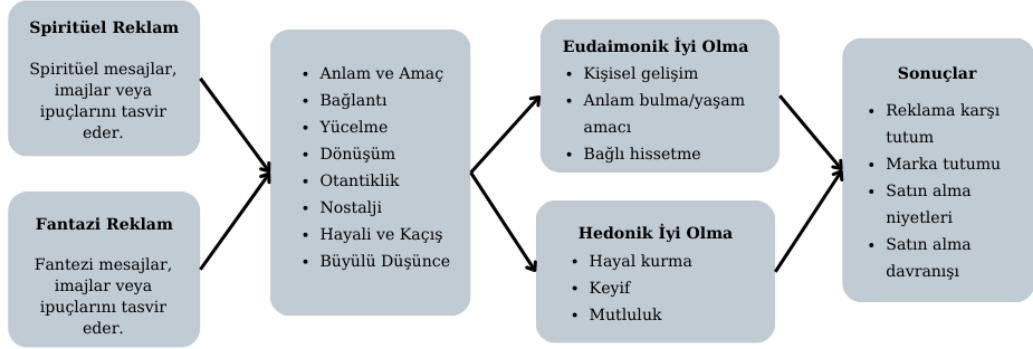 Spiritüel Reklam
Spiritüel mesajlar,
imajlar veya
ipuçlarını tasvir
eder.
Fantazi Reklam
Fantezi mesajlar,
imajlar veya
ipuçlarını tasvir
eder.
• Anlam ve Amaç
• Bağlantı
• Yücelme
• Dönüşüm
• Otantiklik
• Nostalji
• Hayali ve Kaçış
• Büyülü Düşünce
Eudaimonik İyi Olma
• Kişisel gelişim
• Anlam bulma/yaşam
amacı
• Bağlı hissetme
Hedonik İyi Olma
• Hayal kurma
• Keyif
• Mutluluk
Sonuçlar
• Reklama karşı
tutum
• Marka tutumu
• Satın alma
niyetleri
• Satın alma
davranışı